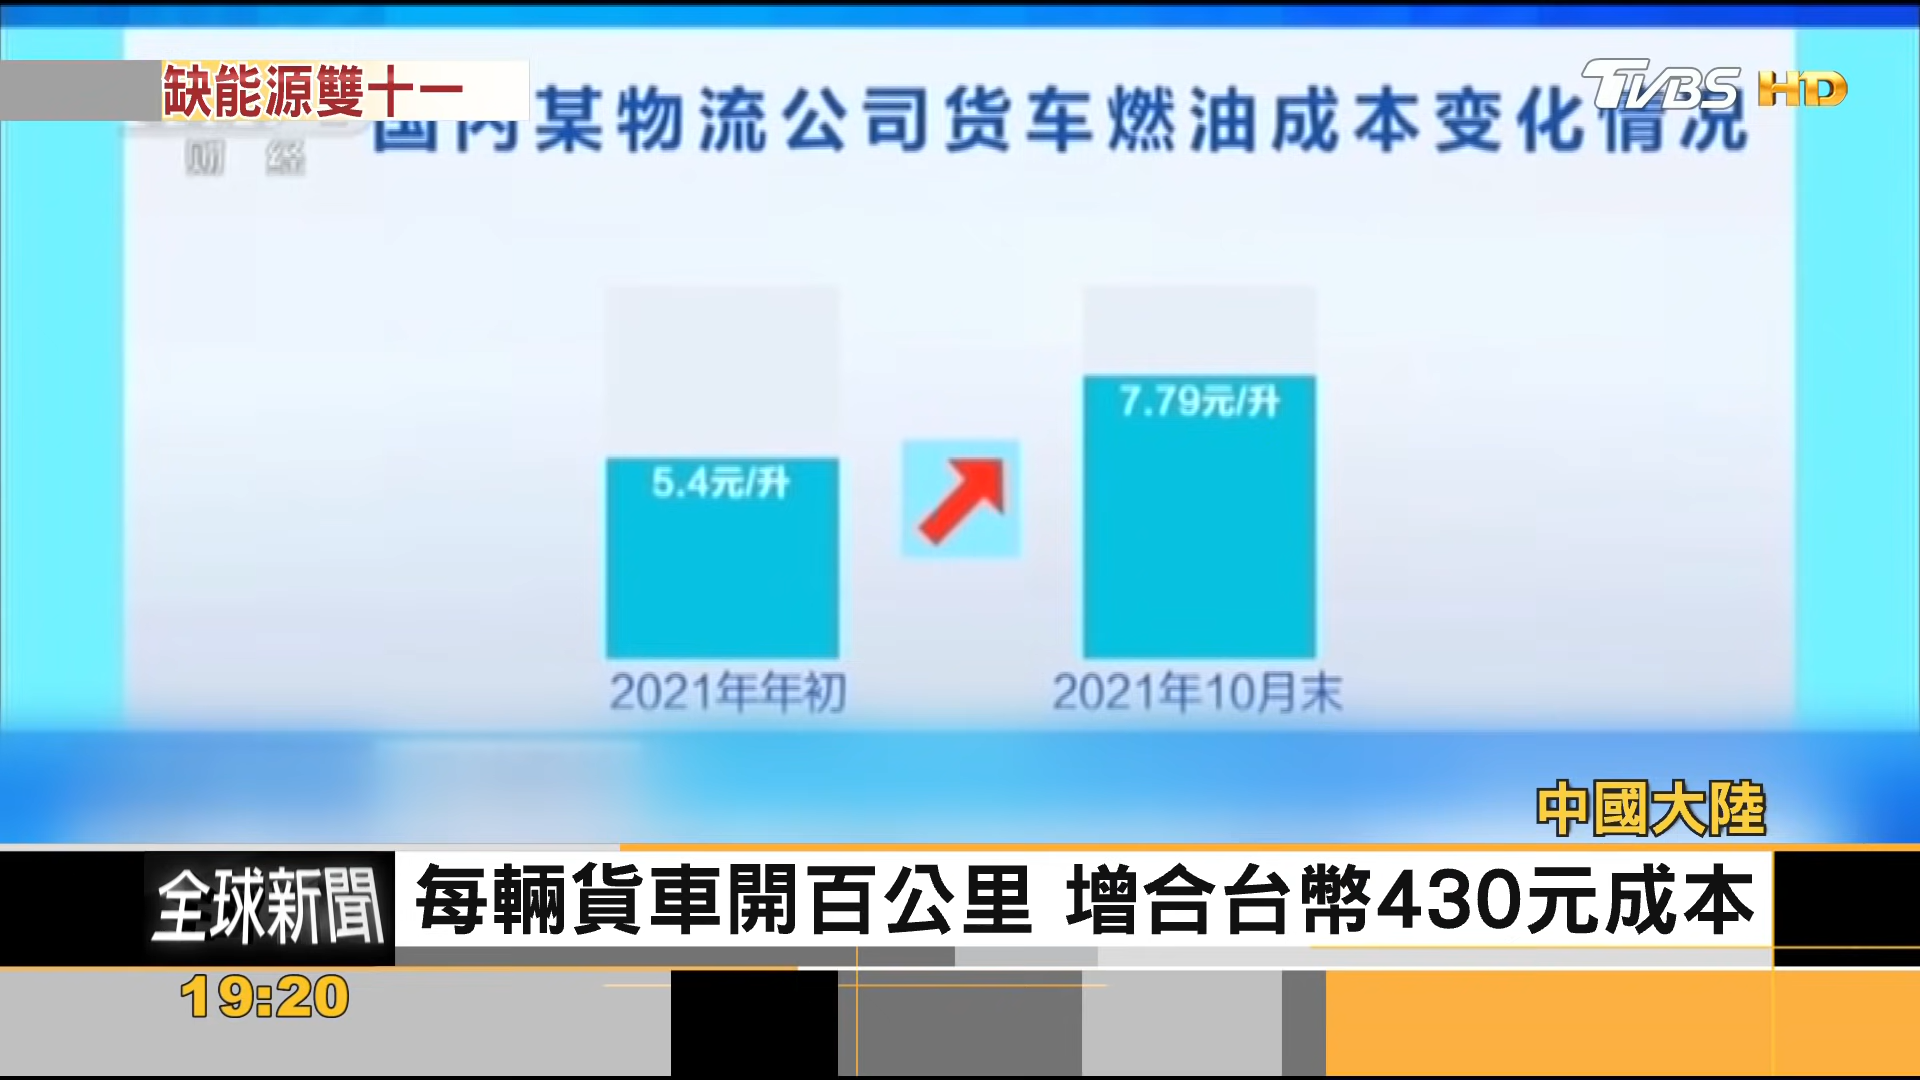 缺能源雙十一
TVBS HD
财经
国内某物流公司货车燃油成本变化情况
5.4元/升
7.79元/升
2021年年初
2021年10月末
中國大陸
全球新聞
每輛貨車開百公里 增合台幣430元成本
19:20